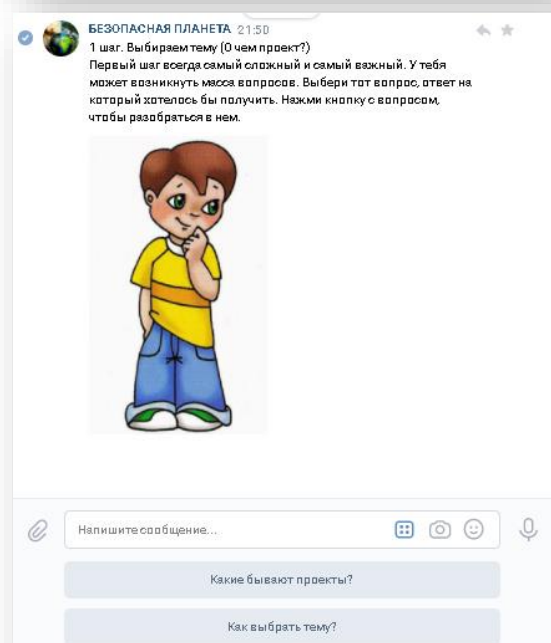 БЕЗОПАСНАЯ ПЛАНЕТА 21:50
1 шаг. Выбираем тему (О чем проект?)
Первый шаг всегда самый сложный и самый важный. У тебя
может возникнуть масса вопросов. Выбери тот вопрос, ответ на
который хотелось бы получить. Нажми кнопку с вопросом,
чтобы разобраться в нем.
Напишите сообщение...
Какие бывают проекты?
Как выбрать тему?